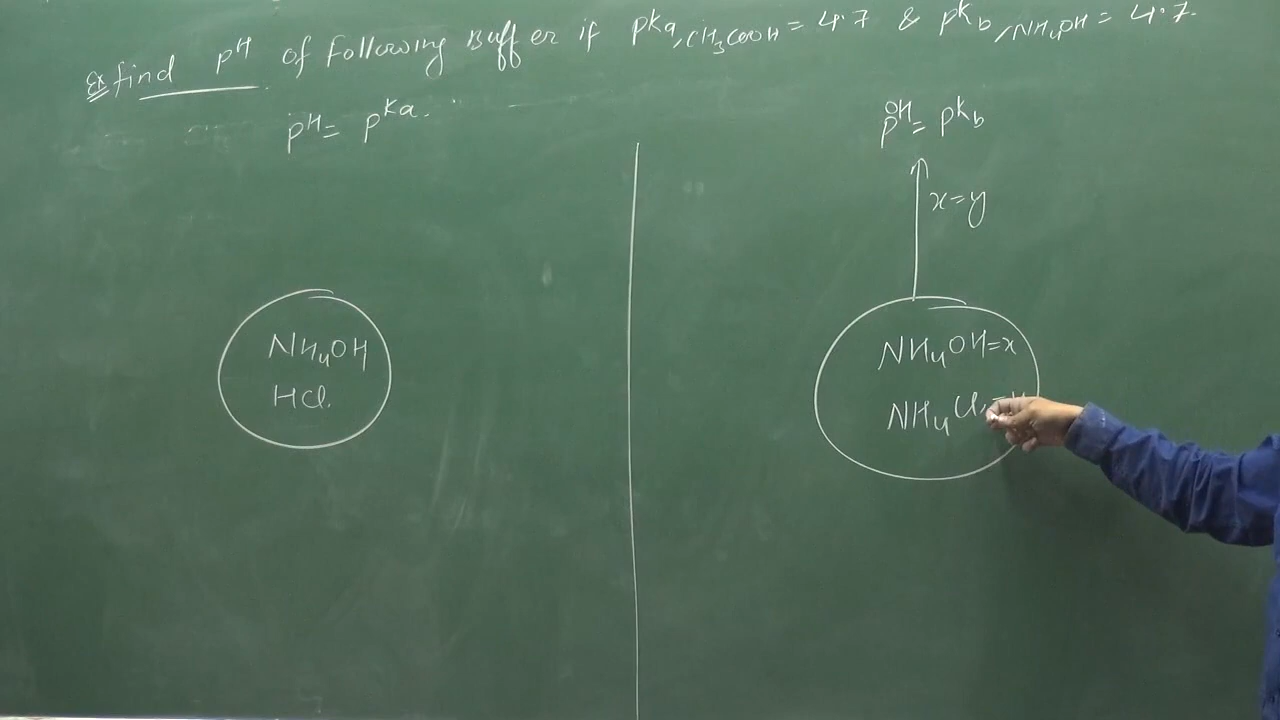 Ex find pH of following Buffer if pKa, CH₃COOH = 4.7 & pKb, NH₄OH = 4.7.
pH = pKa.
NH₄OH
HCl.
pOH = pKb
x=y
NH₄OH=x
NH₄Cl